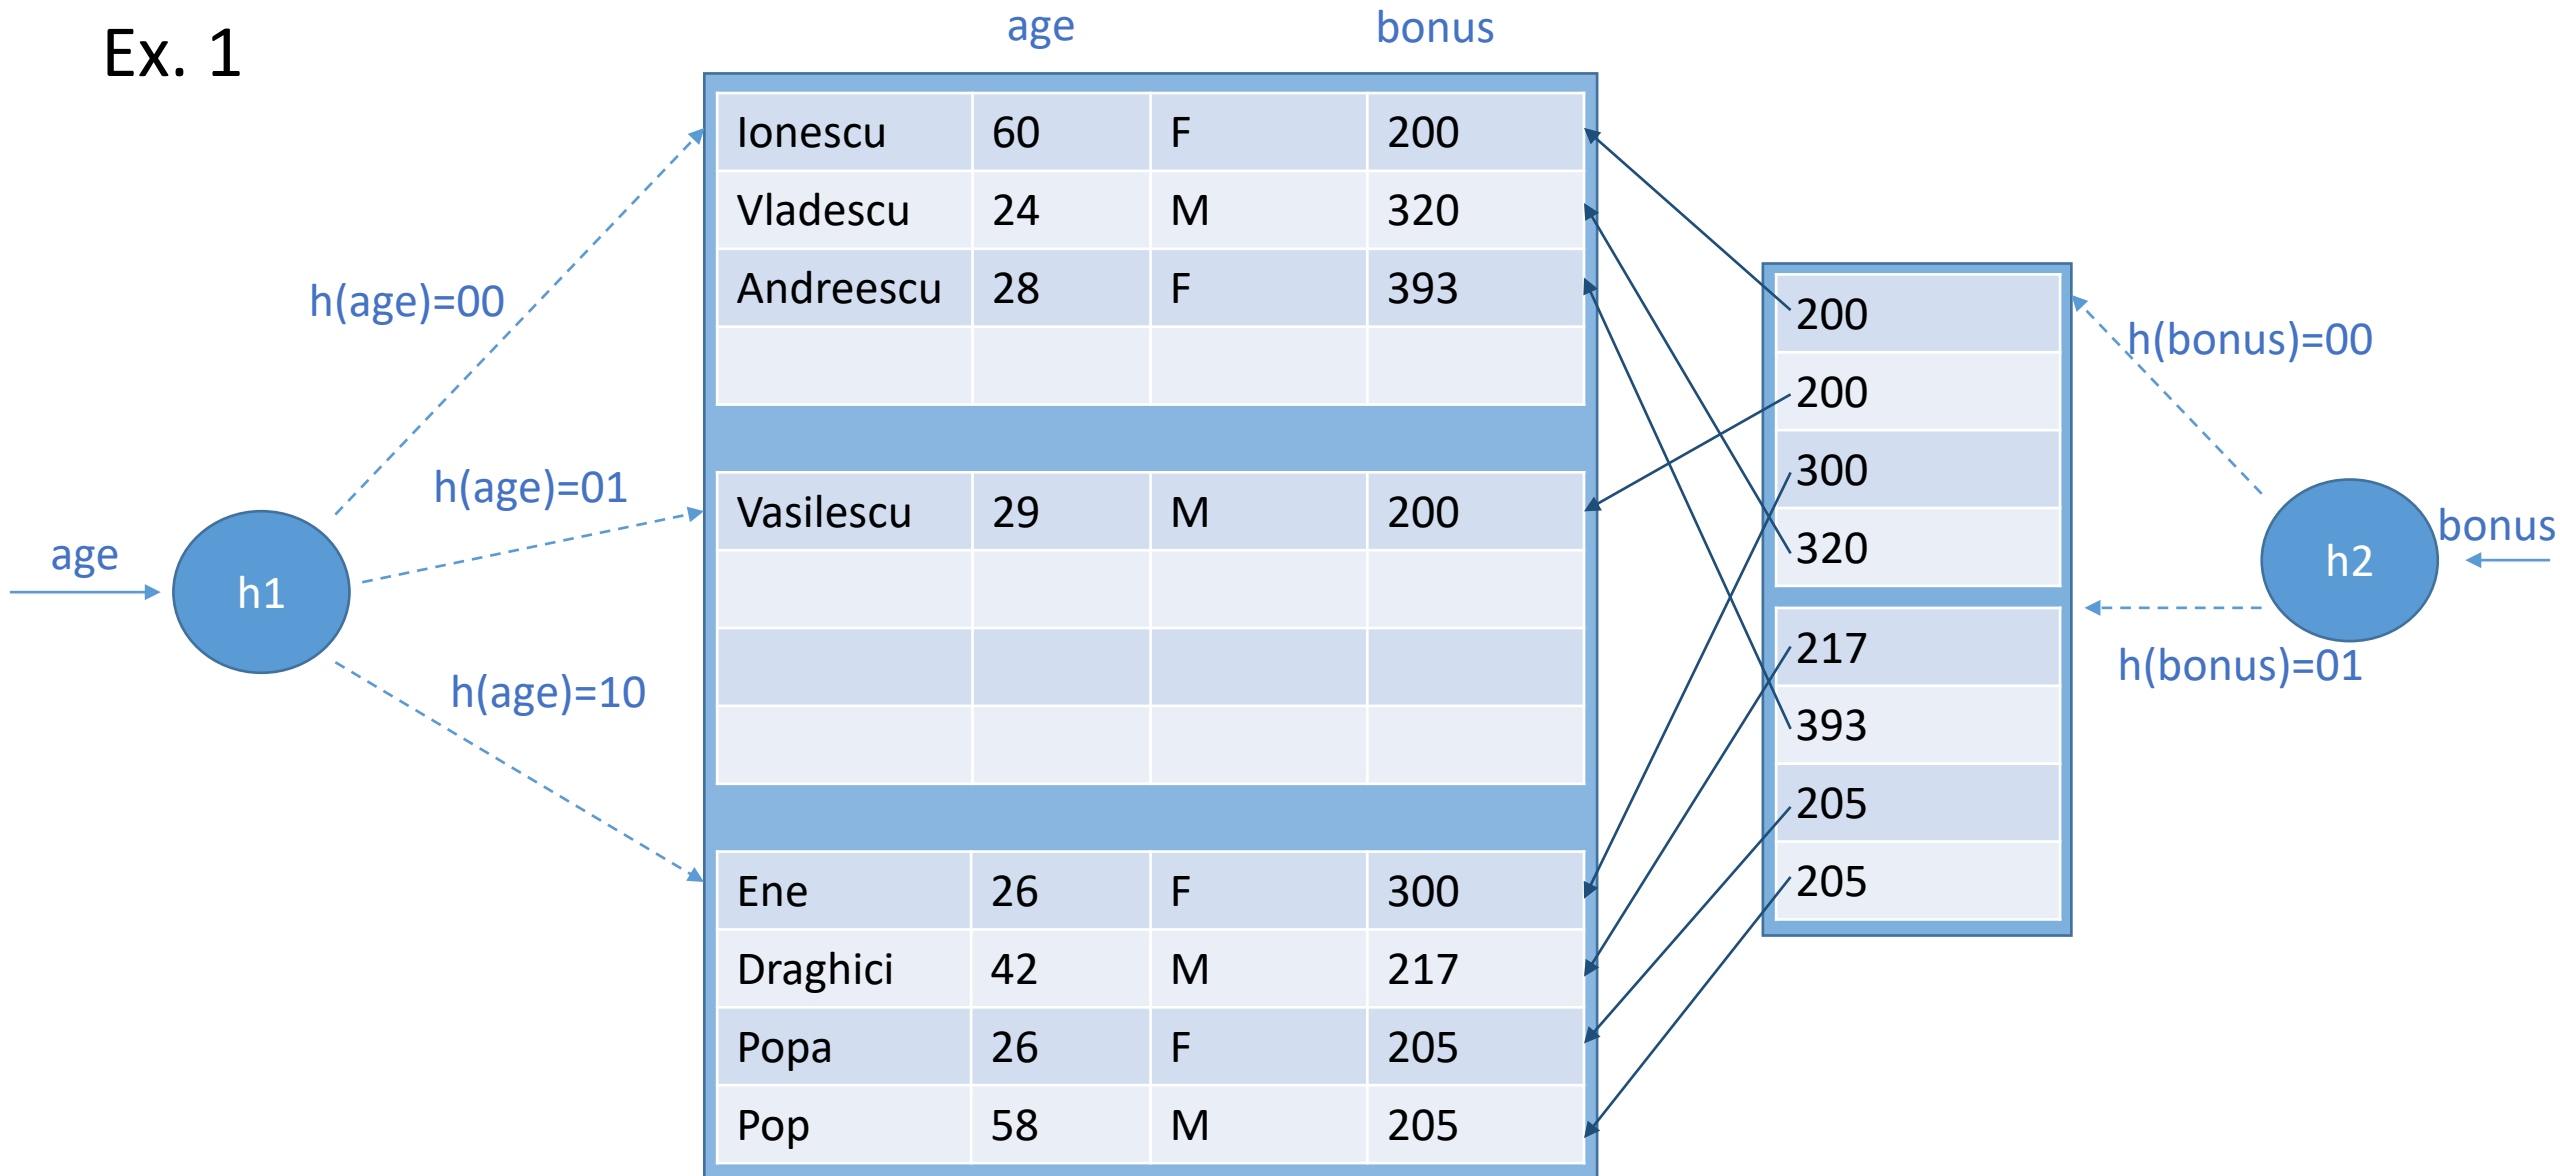 Ex. 1
age bonus
Ionescu 60 F 200
Vladescu 24 M 320
Andreescu 28 F 393
Vasilescu 29 M 200
Ene 26 F 300
Draghici 42 M 217
Popa 26 F 205
Pop 58 M 205
age
h1
h(age)=00
h(age)=01
h(age)=10
200
200
300
320
217
393
205
205
h(bonus)=00
h(bonus)=01
h2
bonus